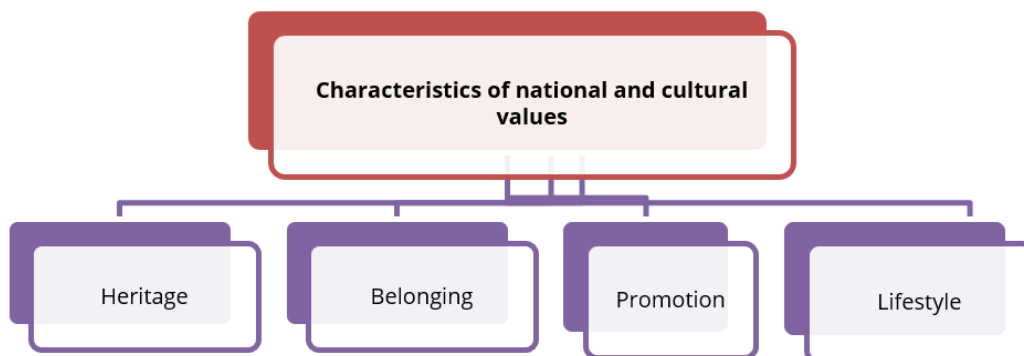 Characteristics of national and cultural
values
Heritage
Belonging
Promotion
Lifestyle